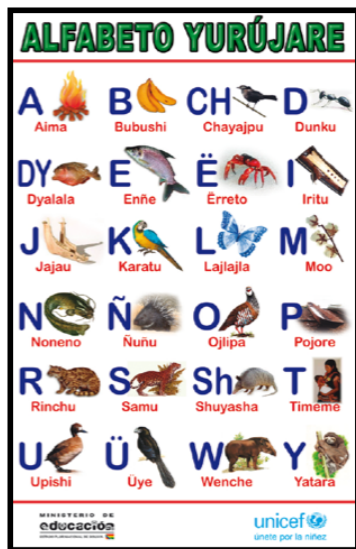 ALFABETO YURÚJARE
A B CH D
Aima Bubushi Chayajpu Dunku
DY E Ë I
Dyalala Enñe Ërreto Iritu
J K L M
Jajau Karatu Lajlajla Moo
N Ñ O P
Noneno Ñuñu Ojlipa Pojore
R S Sh T
Rinchu Samu Shuyasha Timeme
U Ü W Y
Upishi Üye Wenche Yatara
MINISTERIO DE
educación
unicef
únete por la niñez